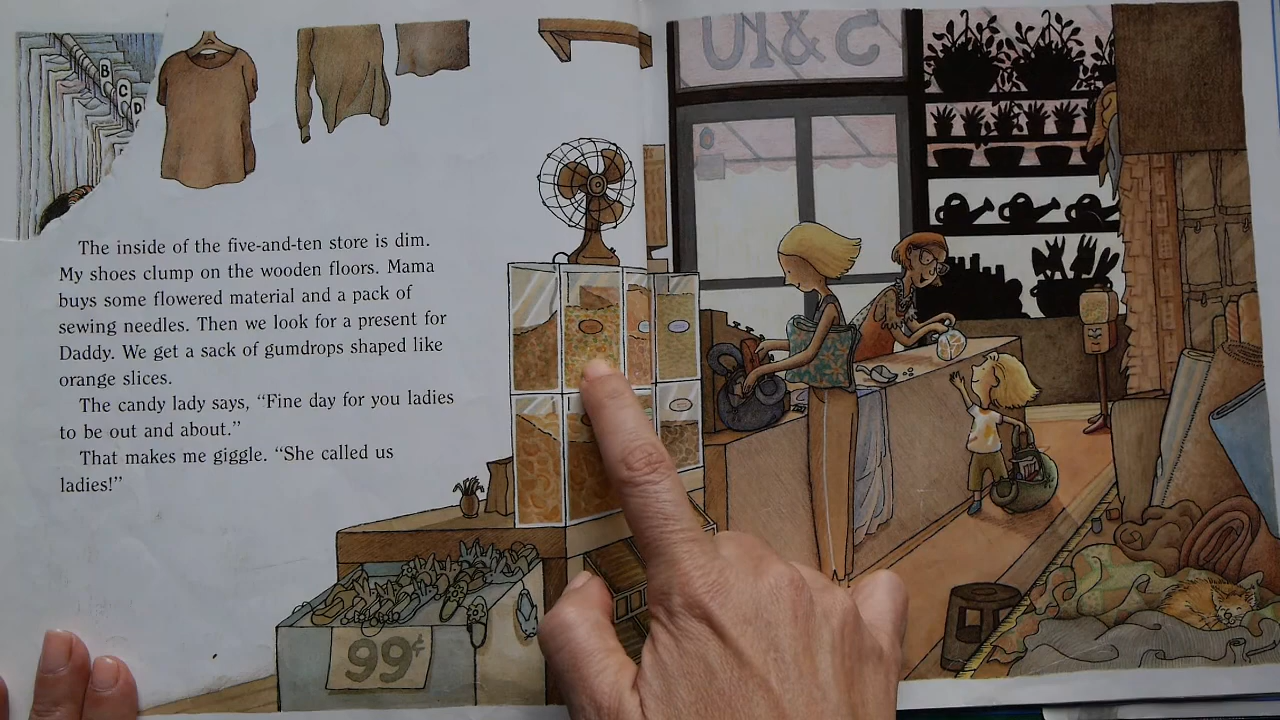 B
C
D
5 & 10
The inside of the five-and-ten store is dim.
My shoes clump on the wooden floors. Mama
buys some flowered material and a pack of
sewing needles. Then we look for a present for
Daddy. We get a sack of gumdrops shaped like
orange slices.
The candy lady says, “Fine day for you ladies
to be out and about.”
That makes me giggle. “She called us
ladies!”
99¢